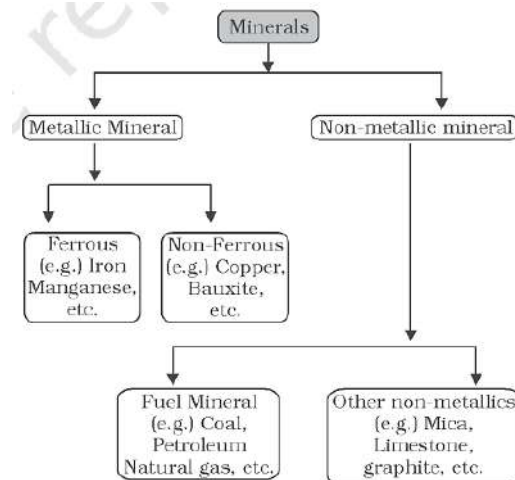 Minerals
Metallic Mineral
Non-metallic mineral
Ferrous
(e.g.) Iron
Manganese,
etc.
Non-Ferrous
(e.g.) Copper,
Bauxite,
etc.
Fuel Mineral
(e.g.) Coal,
Petroleum
Natural gas, etc.
Other non-metallics
(e.g.) Mica,
Limestone,
graphite, etc.